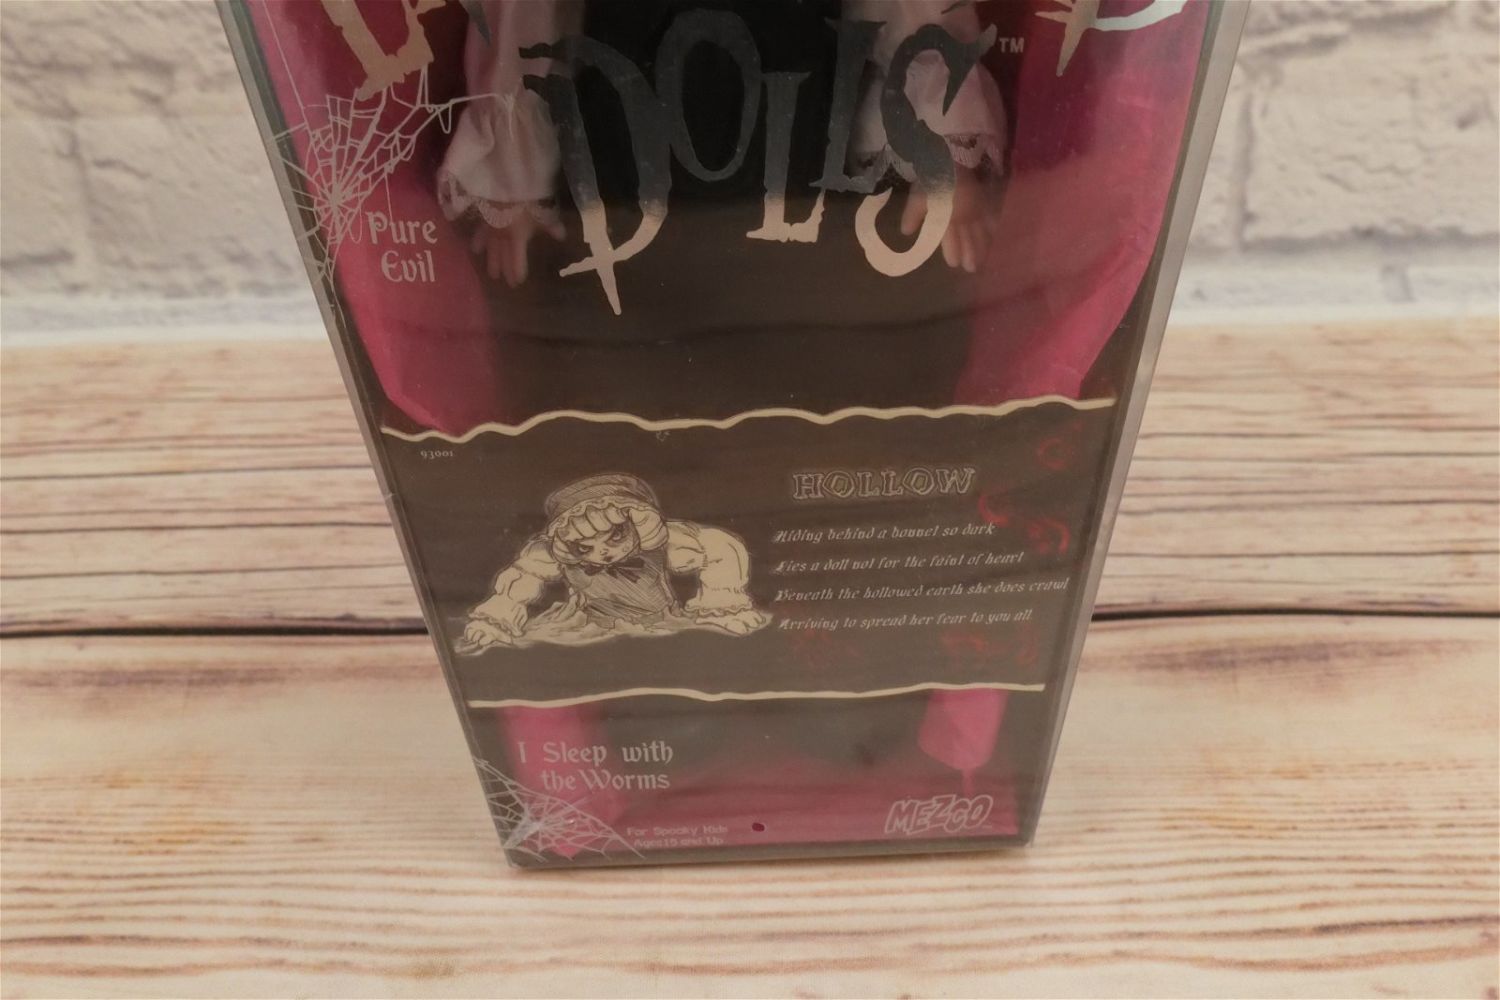 DOLLS™
Pure
Evil
93001
HOLLOW
Hiding behind a bonnet so dark
Lies a doll not for the faint of heart
Beneath the hollowed earth she does crawl
Arriving to spread her fear to you all.
I Sleep with
the Worms
For Spooky Kids
Ages 15 and Up
MEZCO